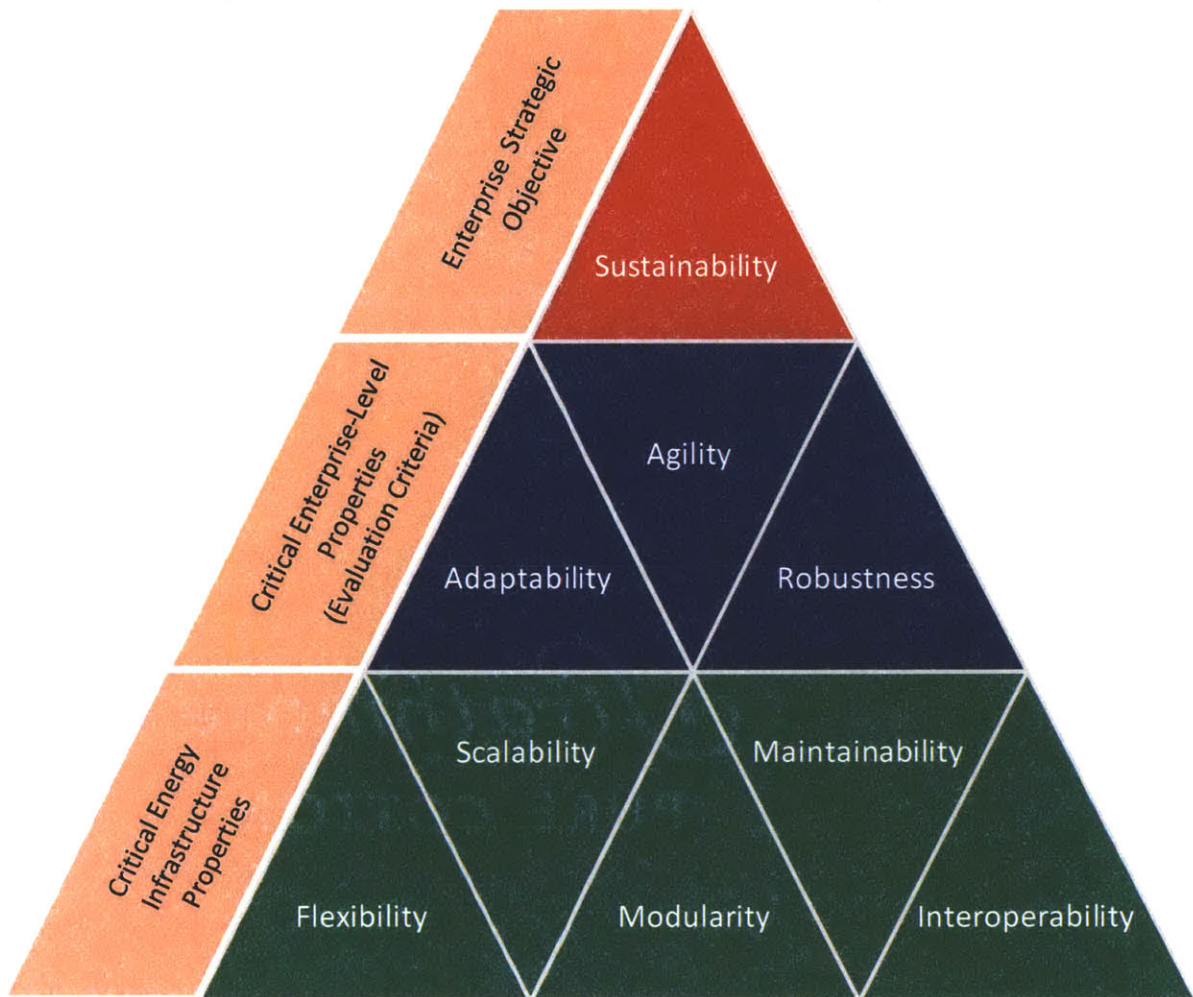 Enterprise Strategic
Objective
Sustainability
Critical Enterprise-Level
Properties
(Evaluation Criteria)
Agility
Adaptability
Robustness
Critical Energy
Infrastructure
Properties
Scalability
Maintainability
Flexibility
Modularity
Interoperability